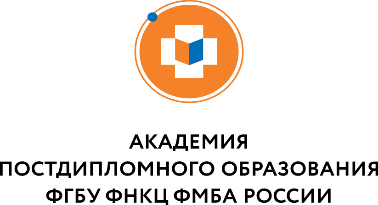 АКАДЕМИЯ
ПОСТДИПЛОМНОГО ОБРАЗОВАНИЯ
ФГБУ ФНКЦ ФМБА РОССИИ